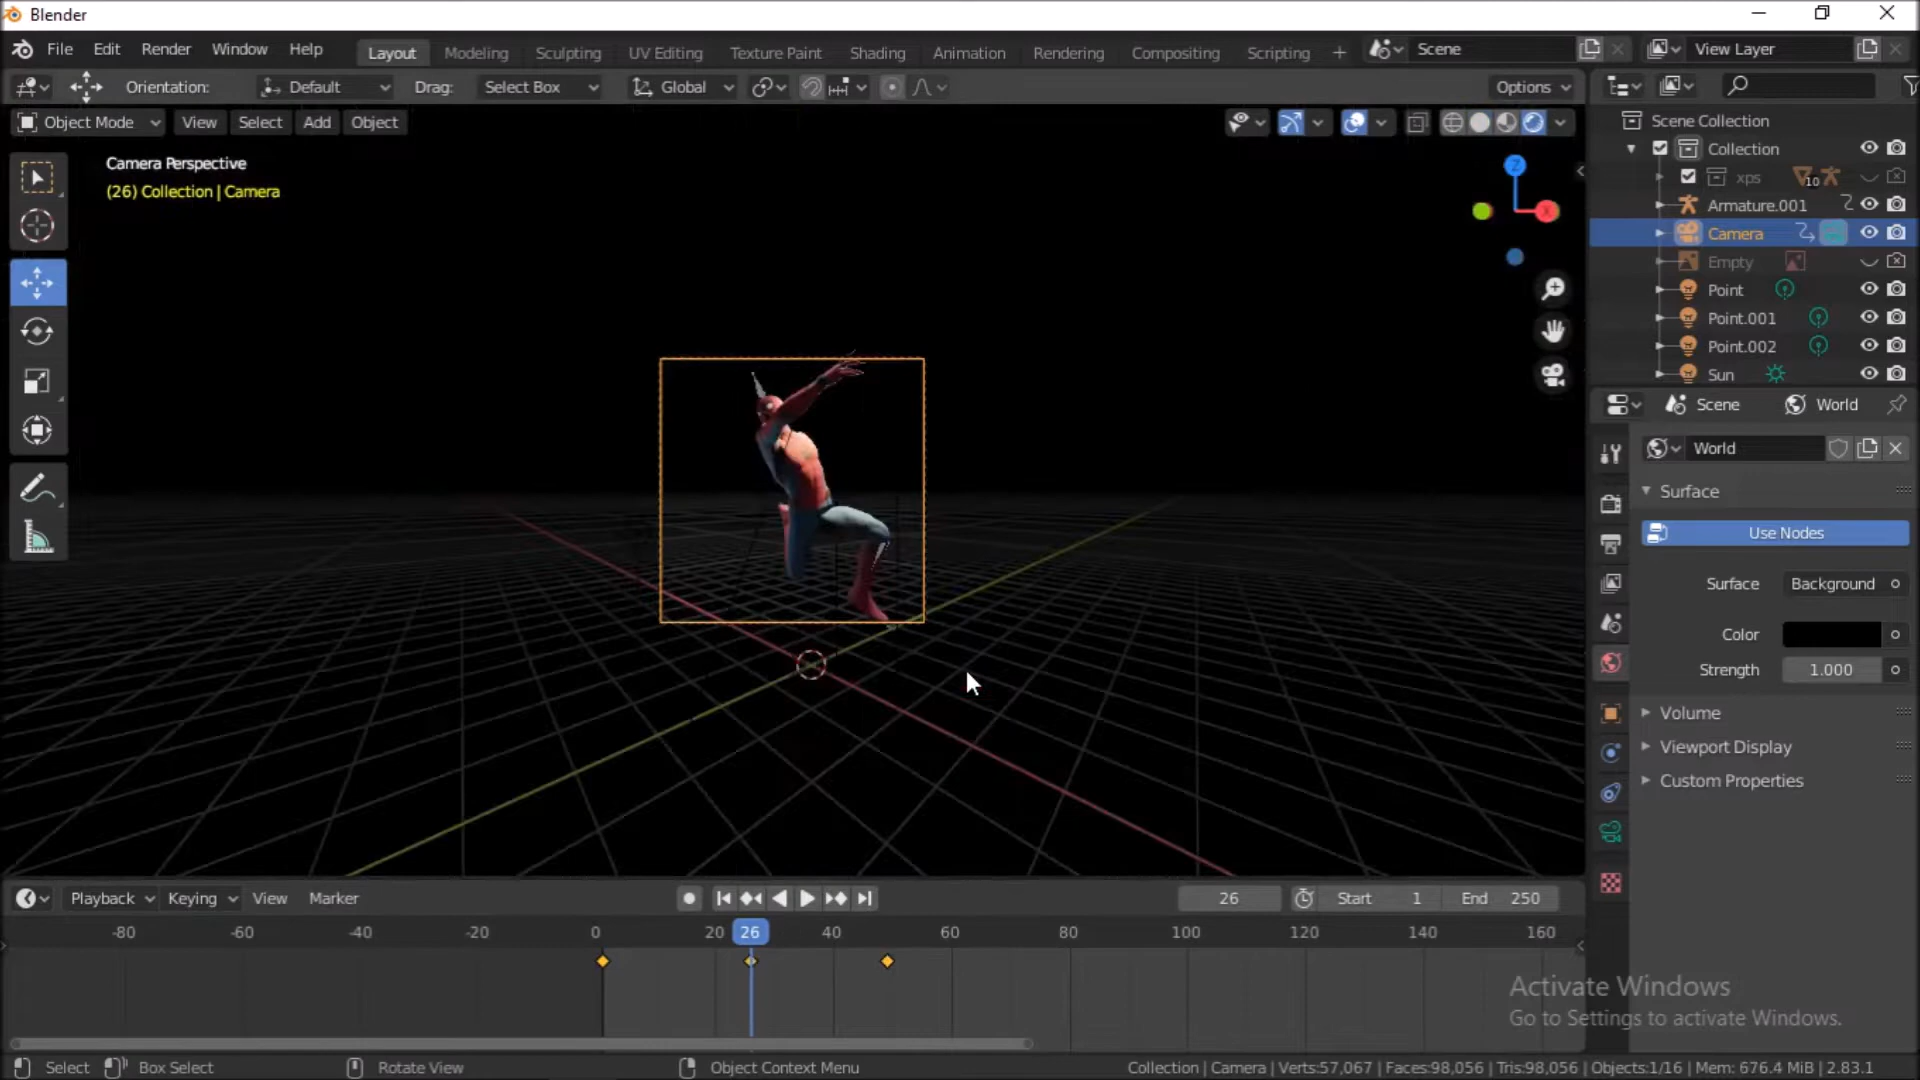 Blender
File Edit Render Window Help
Layout Modeling Sculpting UV Editing Texture Paint Shading Animation Rendering Compositing Scripting +
Scene
View Layer
Orientation: Default Drag: Select Box
Global
Options
Object Mode View Select Add Object
Camera Perspective
(26) Collection | Camera
Z
X
Scene Collection
Collection
xps 10
Armature.001
Camera
Empty
Point
Point.001
Point.002
Sun
Scene World
World
Surface
Use Nodes
Surface Background
Color
Strength 1.000
Volume
Viewport Display
Custom Properties
Playback Keying View Marker
26 Start 1 End 250
-80 -60 -40 -20 0 20 26 40 60 80 100 120 140 160
Activate Windows
Go to Settings to activate Windows.
Select Box Select Rotate View Object Context Menu
Collection | Camera | Verts:57,067 | Faces:98,056 | Tris:98,056 | Objects:1/16 | Mem: 676.4 MiB | 2.83.1